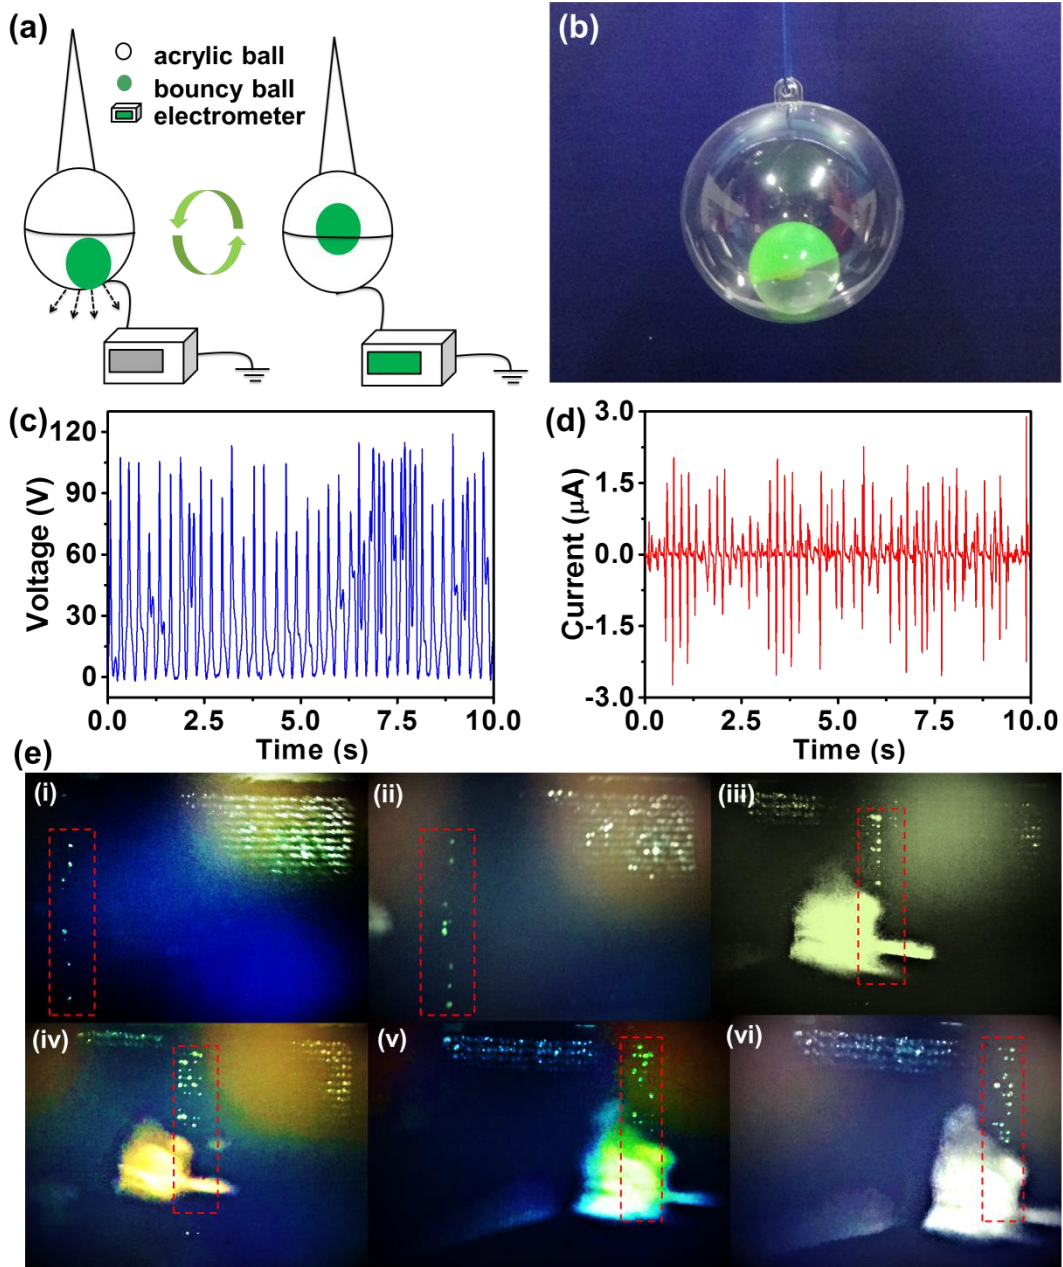 (a)
acrylic ball
bouncy ball
electrometer
(b)
(c)
120
90
60
30
0
Voltage (V)
0.0 2.5 5.0 7.5 10.0
Time (s)
(d)
3.0
1.5
0.0
-1.5
-3.0
Current (μA)
0.0 2.5 5.0 7.5 10.0
Time (s)
(e)
(i)
(ii)
(iii)
(iv)
(v)
(vi)